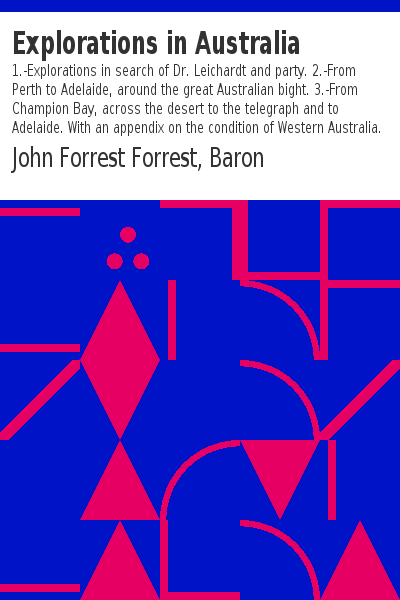 Explorations in Australia
1.-Explorations in search of Dr. Leichardt and party. 2.-From
Perth to Adelaide, around the great Australian bight. 3.-From
Champion Bay, across the desert to the telegraph and to
Adelaide. With an appendix on the condition of Western Australia.
John Forrest Forrest, Baron